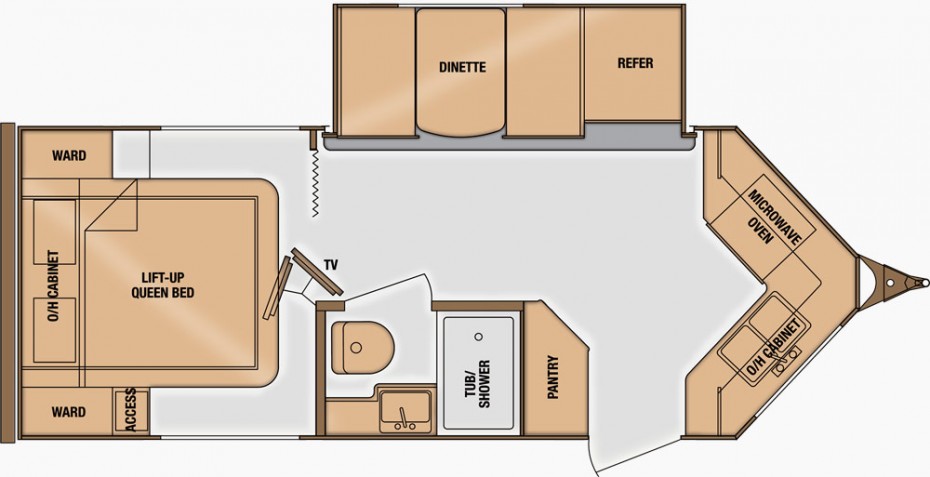 DINETTE
REFER
WARD
MICROWAVE
OVEN
O/H CABINET
LIFT-UP
QUEEN BED
TV
O/H CABINET
TUB/
SHOWER
PANTRY
WARD
ACCESS